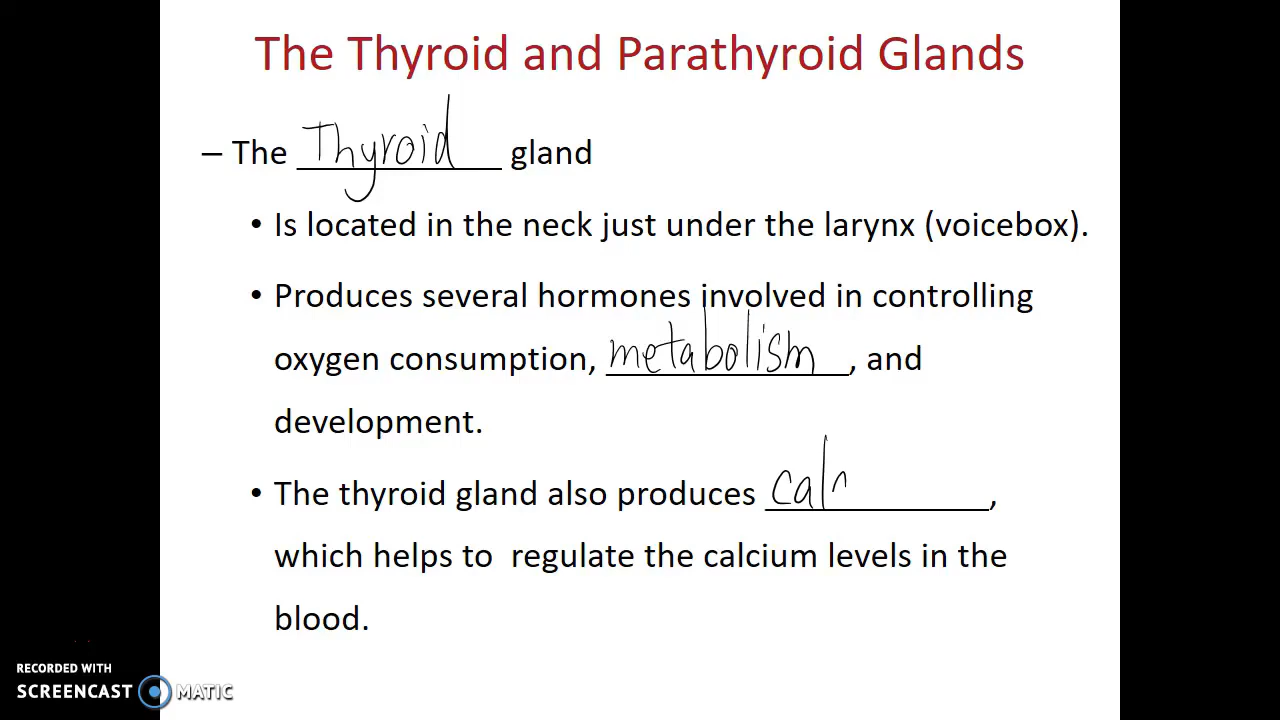 The Thyroid and Parathyroid Glands
– The Thyroid gland
• Is located in the neck just under the larynx (voicebox).
• Produces several hormones involved in controlling
oxygen consumption, metabolism, and
development.
• The thyroid gland also produces cal,
which helps to regulate the calcium levels in the
blood.
RECORDED WITH
SCREENCAST MATIC